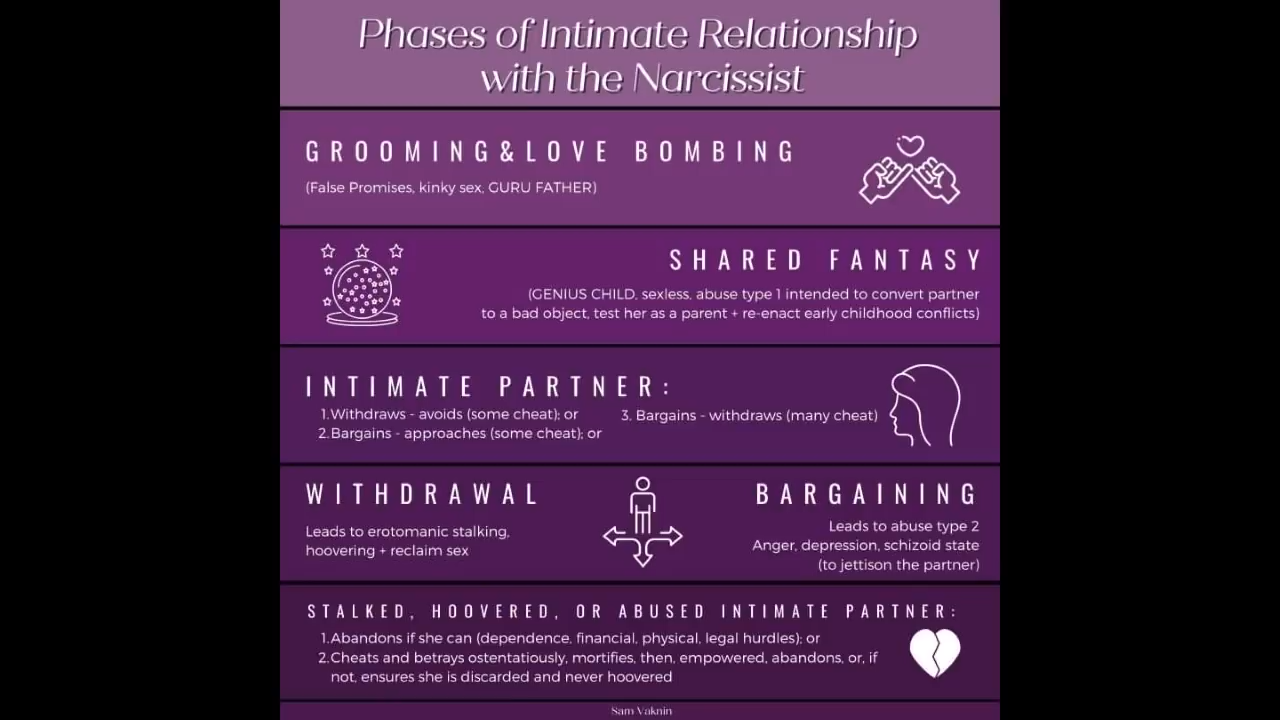 Phases of Intimate Relationship
with the Narcissist
GROOMING&LOVE BOMBING
(False Promises, kinky sex, GURU FATHER)
SHARED FANTASY
(GENIUS CHILD, sexless, abuse type 1 intended to convert partner
to a bad object, test her as a parent + re-enact early childhood conflicts)
INTIMATE PARTNER:
1.Withdraws - avoids (some cheat); or
2.Bargains - approaches (some cheat); or
3. Bargains - withdraws (many cheat)
WITHDRAWAL
Leads to erotomanic stalking,
hoovering + reclaim sex
BARGAINING
Leads to abuse type 2
Anger, depression, schizoid state
(to jettison the partner)
STALKED, HOOVERED, OR ABUSED INTIMATE PARTNER:
1.Abandons if she can (dependence, financial, physical, legal hurdles); or
2.Cheats and betrays ostentatiously, mortifies, then, empowered, abandons, or, if
not, ensures she is discarded and never hoovered
Sam Vaknin